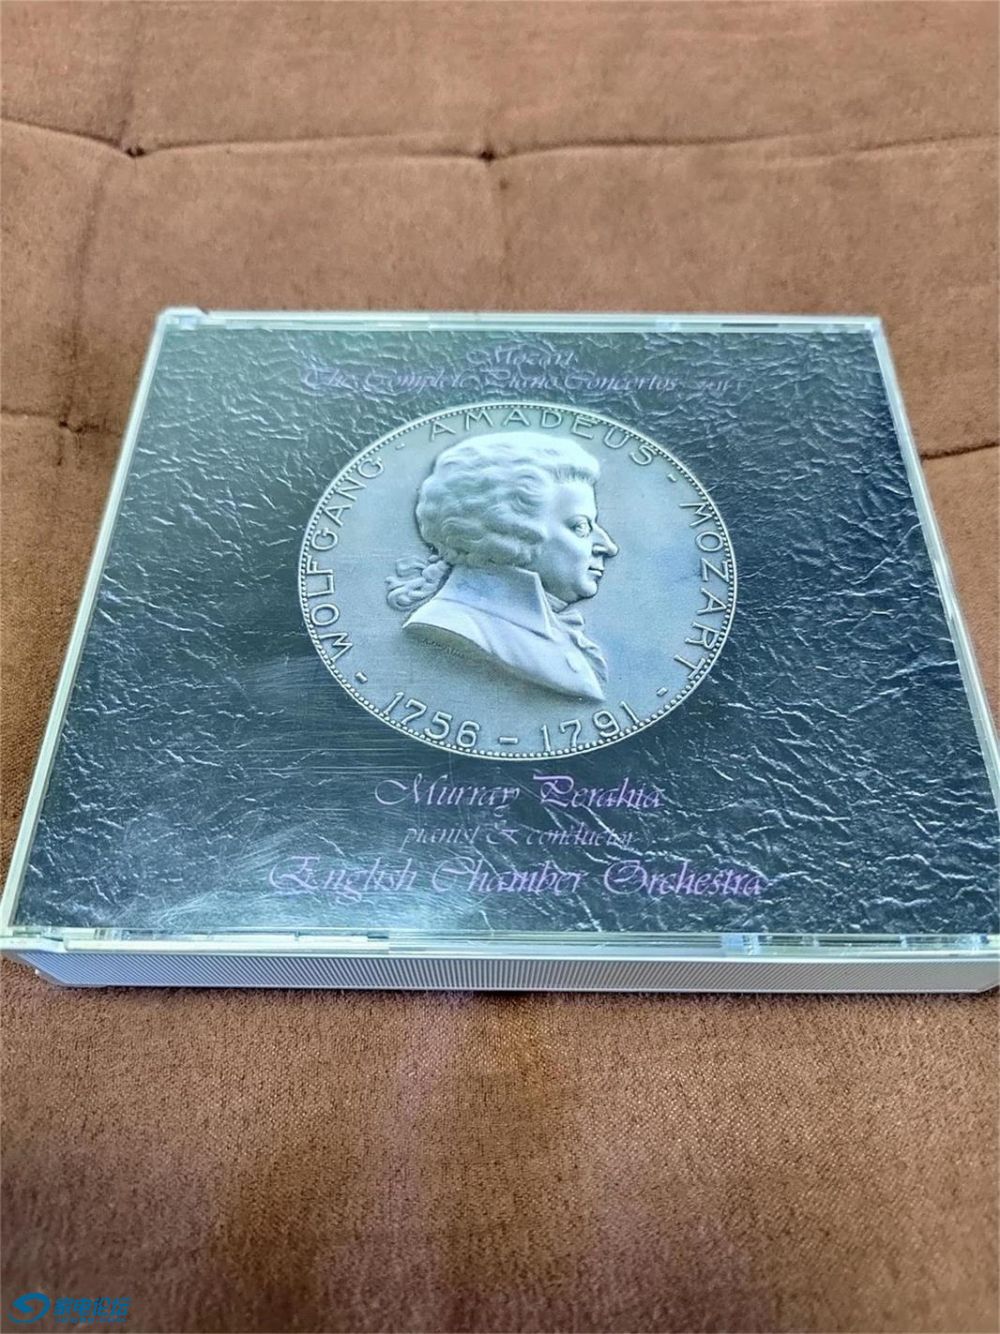 Mozart
The Complete Piano Concertos
WOLFGANG · AMADEUS · MOZART
1756 - 1791
Murray Perahia
pianist & conductor
English Chamber Orchestra